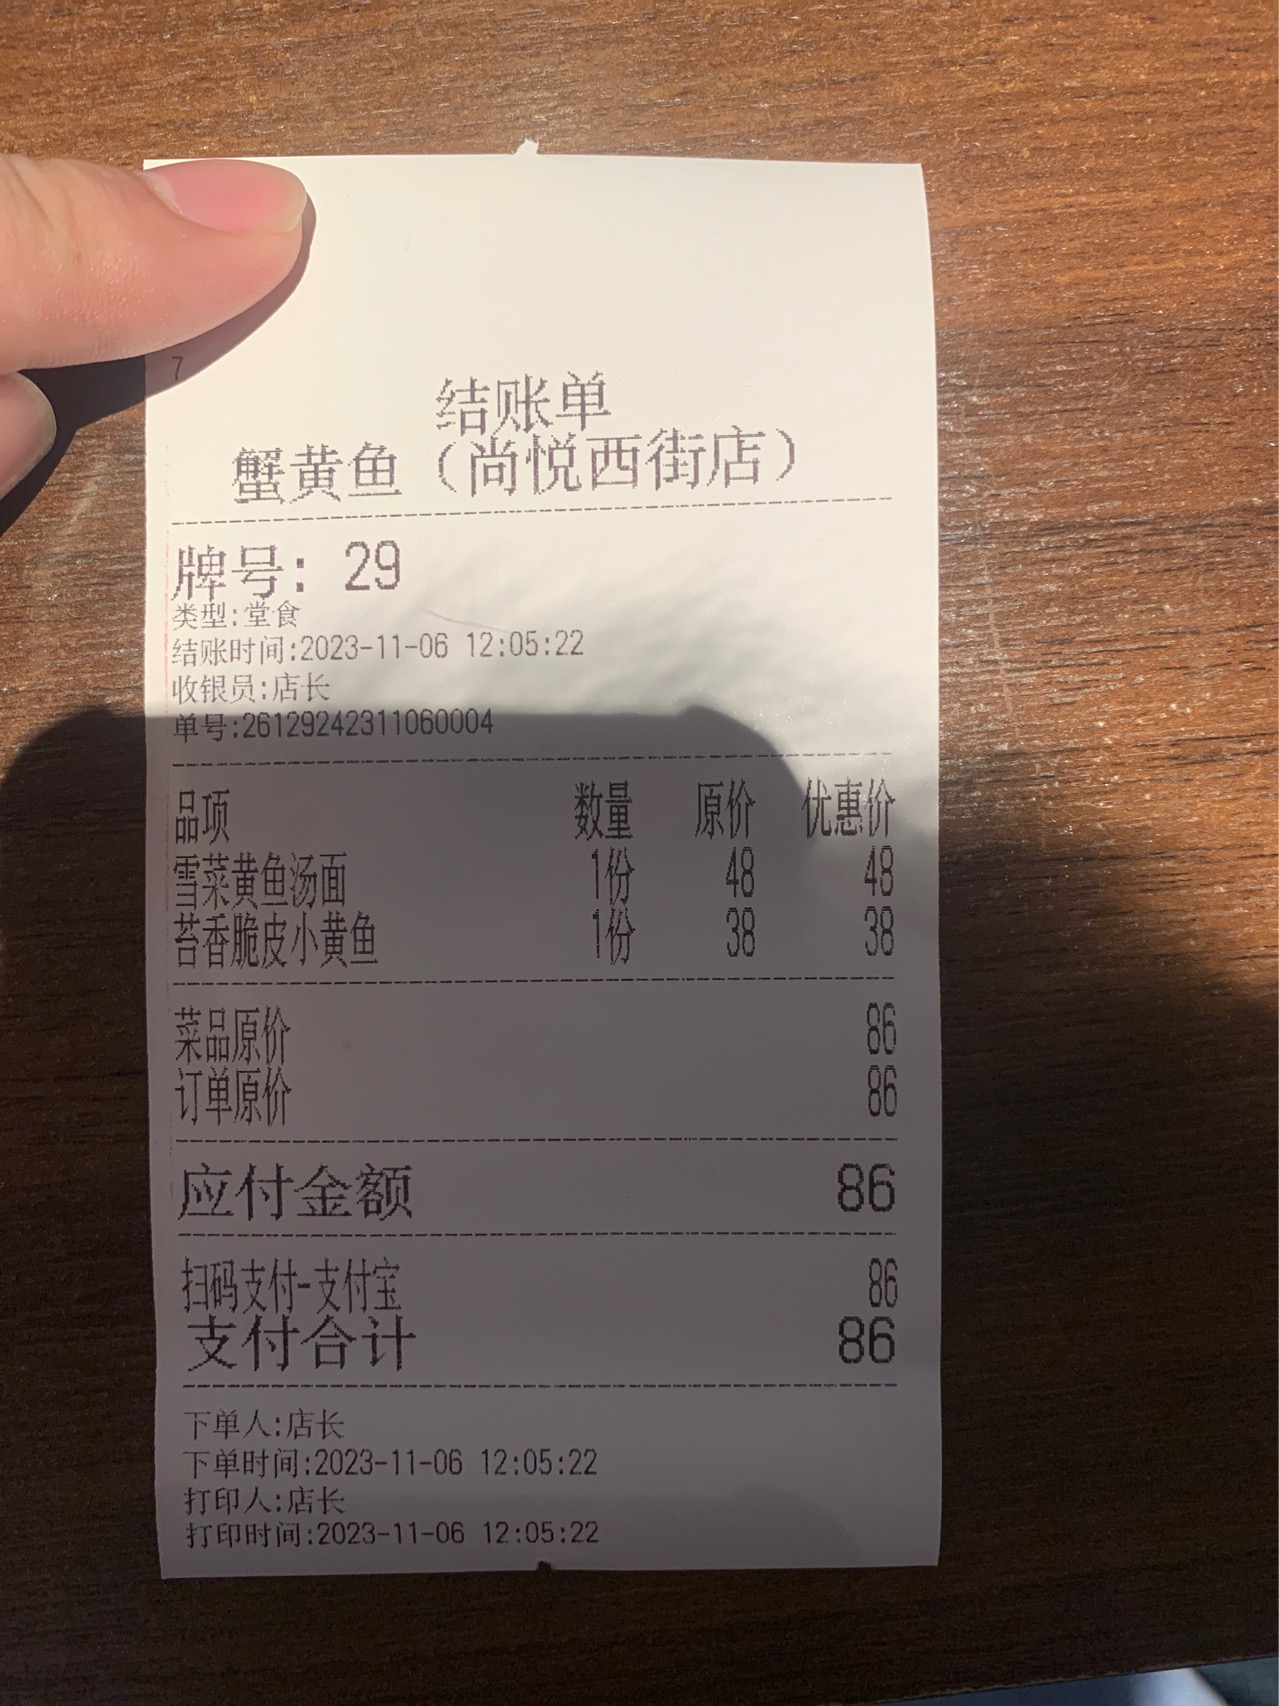 7
结账单
蟹黄鱼（尚悦西街店）
牌号: 29
类型:堂食
结账时间:2023-11-06 12:05:22
收银员:店长
单号:26129242311060004
品项 数量 原价 优惠价
雪菜黄鱼汤面 1份 48 48
苔香脆皮小黄鱼 1份 38 38
菜品原价 86
订单原价 86
应付金额 86
扫码支付-支付宝 86
支付合计 86
下单人:店长
下单时间:2023-11-06 12:05:22
打印人:店长
打印时间:2023-11-06 12:05:22